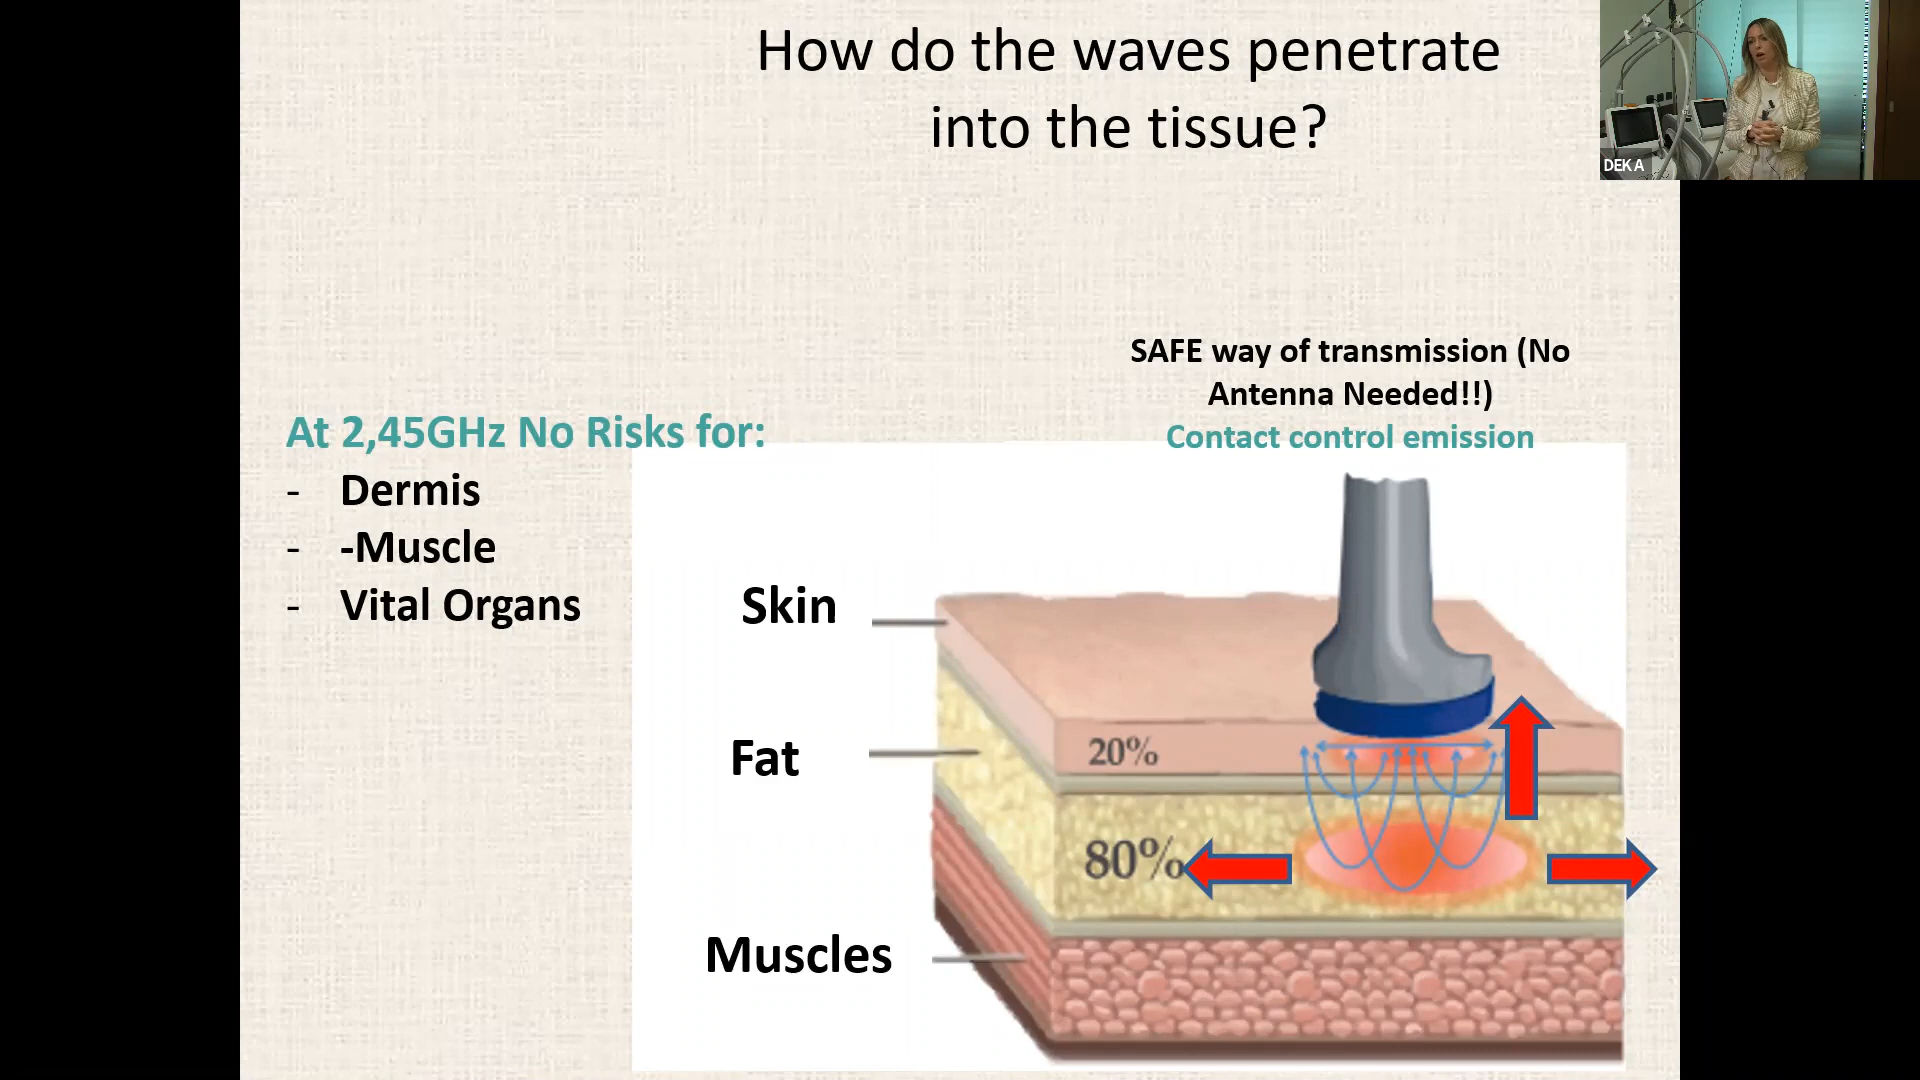 How do the waves penetrate
into the tissue?
DEKA
SAFE way of transmission (No
Antenna Needed!!)
Contact control emission
At 2,45GHz No Risks for:
- Dermis
- -Muscle
- Vital Organs
Skin
Fat
Muscles
20%
80%